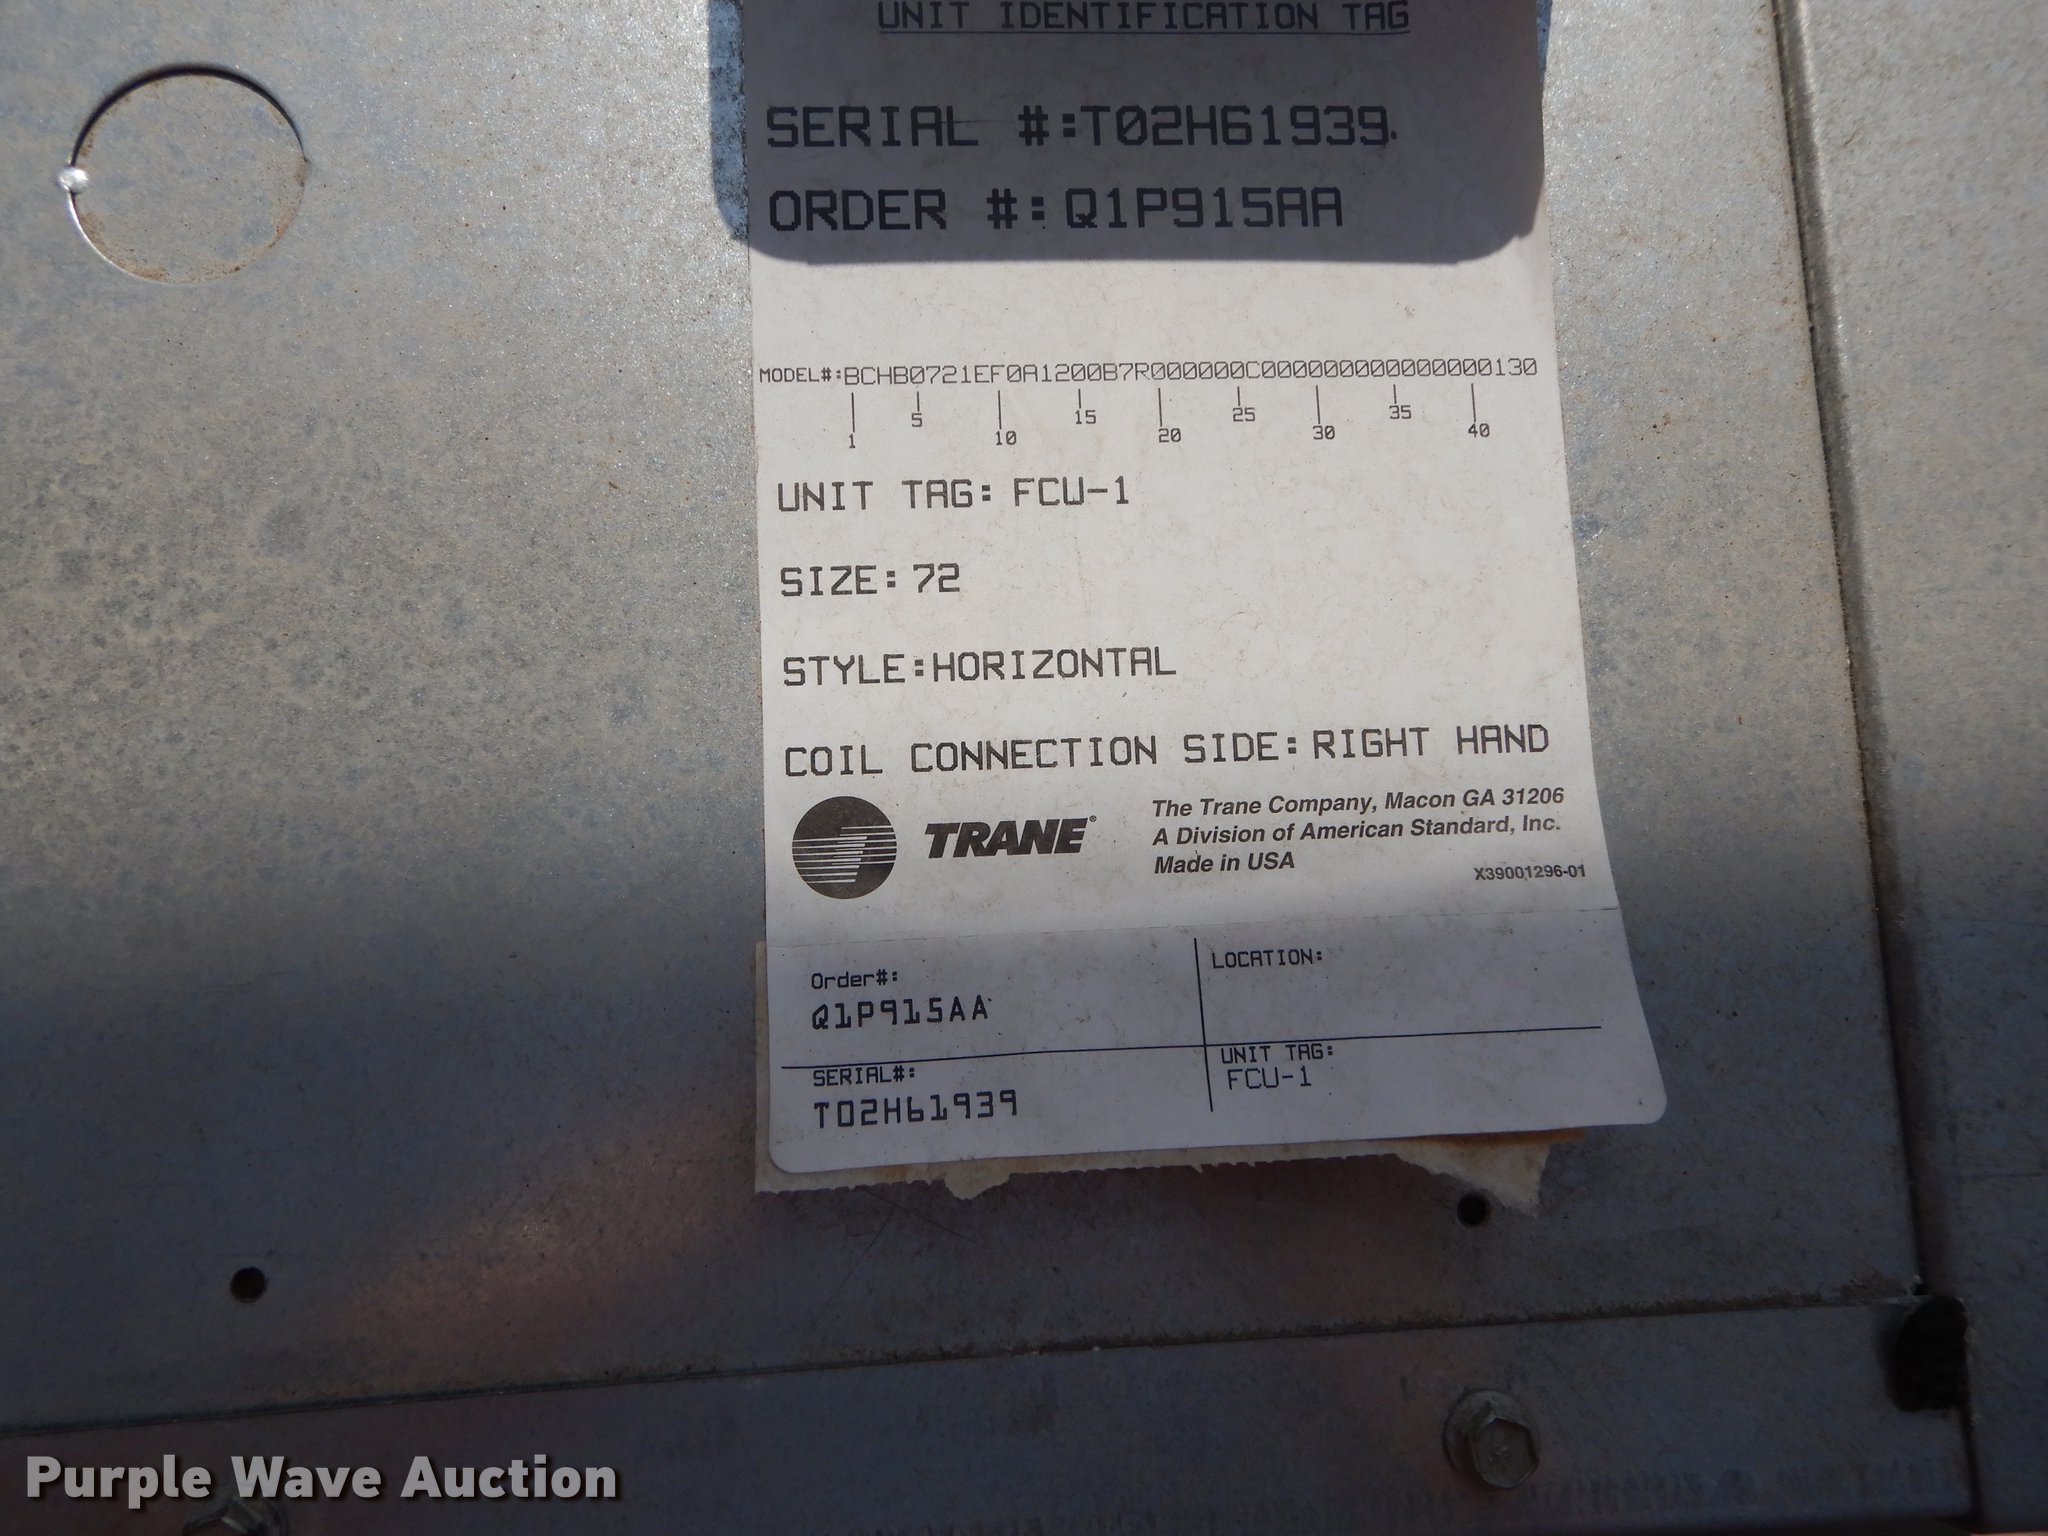 UNIT IDENTIFICATION TAG
SERIAL #:T02H61939
ORDER #:Q1P915AA
MODEL#:BCHB0721EF0A1200B7R000000C000000000000000130
1 5 10 15 20 25 30 35 40
UNIT TAG: FCU-1
SIZE: 72
STYLE:HORIZONTAL
COIL CONNECTION SIDE: RIGHT HAND
TRANE®
The Trane Company, Macon GA 31206
A Division of American Standard, Inc.
Made in USA
X39001296-01
Order#:
Q1P915AA
LOCATION:
SERIAL#:
T02H61939
UNIT TAG:
FCU-1
Purple Wave Auction